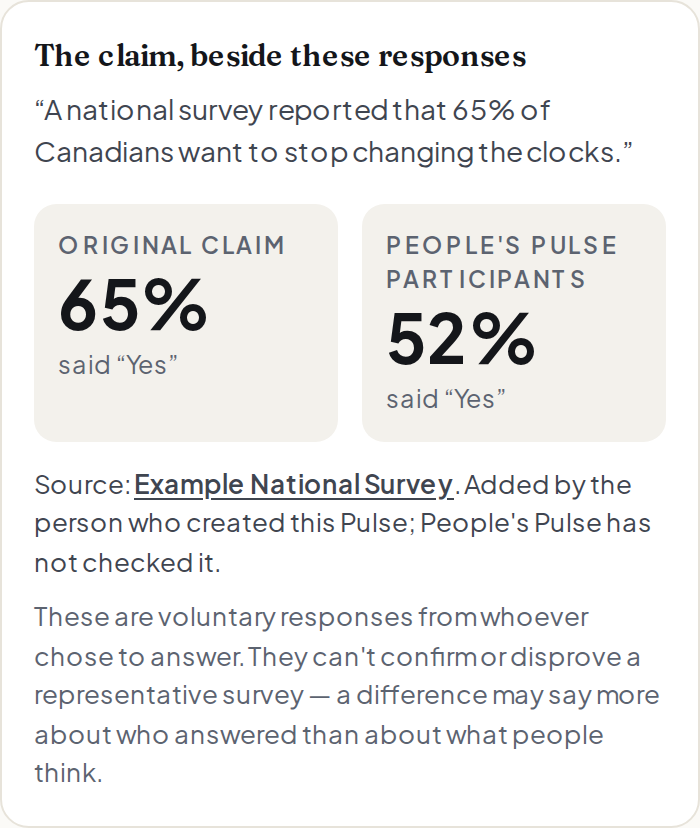 The claim, beside these responses
“A national survey reported that 65% of
Canadians want to stop changing the clocks.”
ORIGINAL CLAIM
65%
said “Yes”
PEOPLE'S PULSE
PARTICIPANTS
52%
said “Yes”
Source: Example National Survey. Added by the
person who created this Pulse; People's Pulse has
not checked it.
These are voluntary responses from whoever
chose to answer. They can't confirm or disprove a
representative survey — a difference may say more
about who answered than about what people
think.